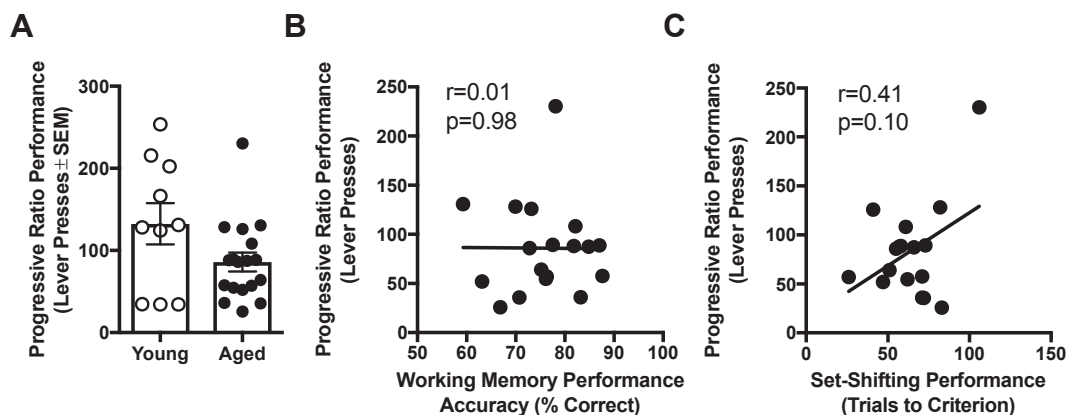 A
Progressive Ratio Performance
(Lever Presses ± SEM)
300
200
100
0
Young Aged
B
Progressive Ratio Performance
(Lever Presses)
250
200
150
100
50
0
r=0.01
p=0.98
50 60 70 80 90 100
Working Memory Performance
Accuracy (% Correct)
C
Progressive Ratio Performance
(Lever Presses)
250
200
150
100
50
0
r=0.41
p=0.10
0 50 100 150
Set-Shifting Performance
(Trials to Criterion)